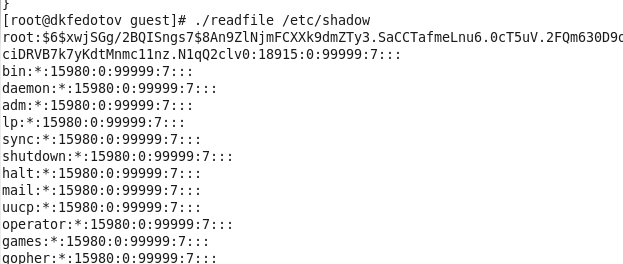 }
[root@dkfedotov guest]# ./readfile /etc/shadow
root:$6$xwjSGg/2BQISngs7$8An9ZlNjmFCXXk9dmZTy3.SaCCTafmeLnu6.0cT5uV.2FQm630D9d
ciDRVB7k7yKdtMnmc11nz.N1qQ2clv0:18915:0:99999:7:::
bin:*:15980:0:99999:7:::
daemon:*:15980:0:99999:7:::
adm:*:15980:0:99999:7:::
lp:*:15980:0:99999:7:::
sync:*:15980:0:99999:7:::
shutdown:*:15980:0:99999:7:::
halt:*:15980:0:99999:7:::
mail:*:15980:0:99999:7:::
uucp:*:15980:0:99999:7:::
operator:*:15980:0:99999:7:::
games:*:15980:0:99999:7:::
gopher:*:15980:0:99999:7:::